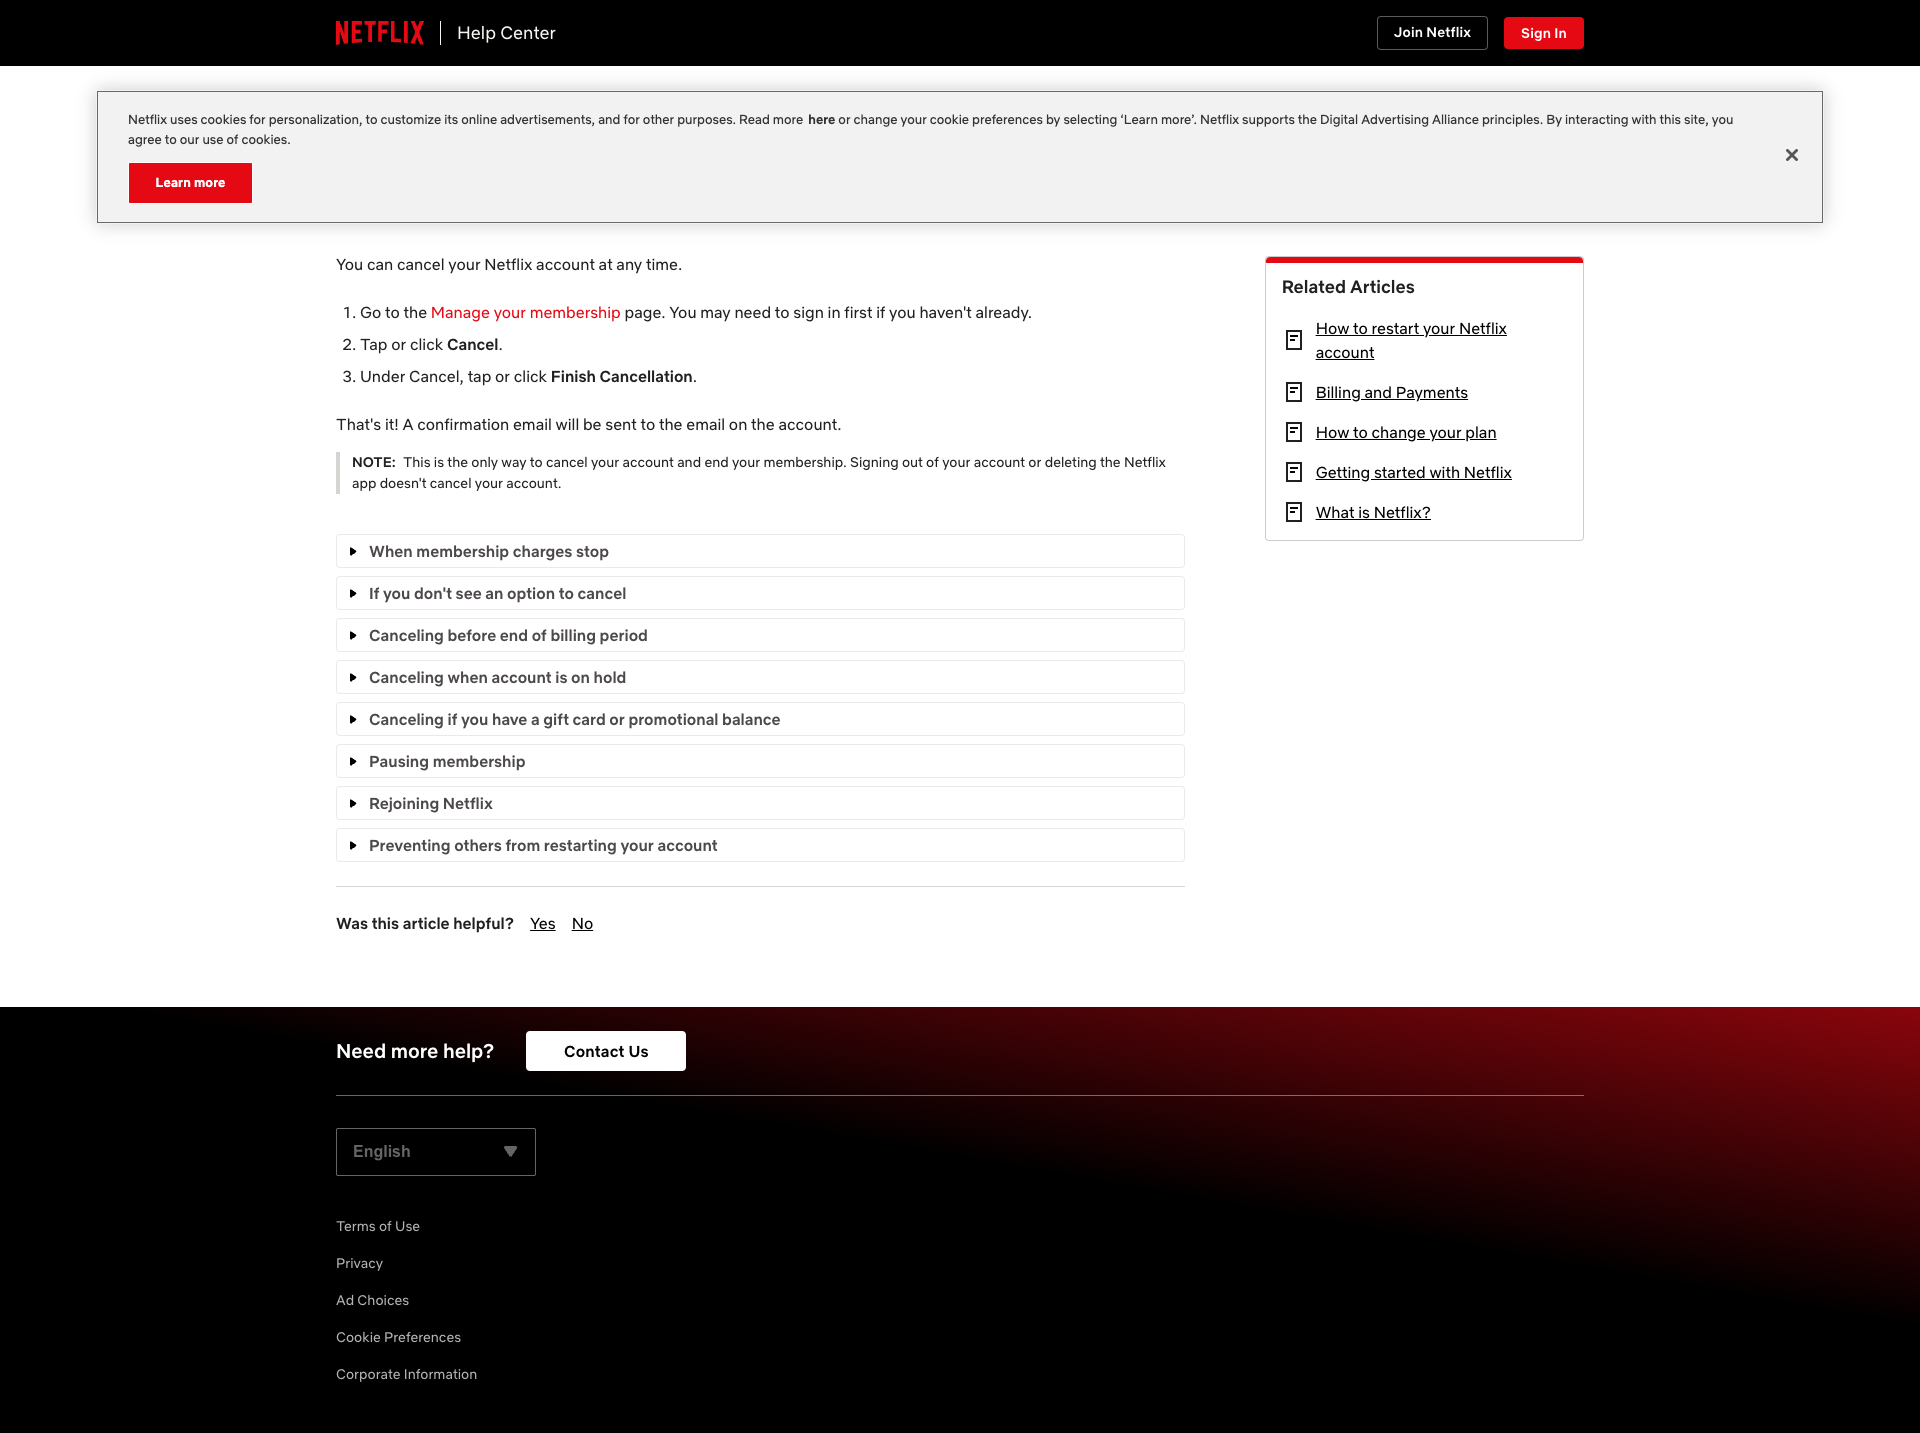 NETFLIX
Help Center
Join Netflix
Sign In
Netflix uses cookies for personalization, to customize its online advertisements, and for other purposes. Read more here or change your cookie preferences by selecting ‘Learn more’. Netflix supports the Digital Advertising Alliance principles. By interacting with this site, you
agree to our use of cookies.
Learn more
You can cancel your Netflix account at any time.
1. Go to the Manage your membership page. You may need to sign in first if you haven't already.
2. Tap or click Cancel.
3. Under Cancel, tap or click Finish Cancellation.
That's it! A confirmation email will be sent to the email on the account.
NOTE: This is the only way to cancel your account and end your membership. Signing out of your account or deleting the Netflix
app doesn't cancel your account.
When membership charges stop
If you don't see an option to cancel
Canceling before end of billing period
Canceling when account is on hold
Canceling if you have a gift card or promotional balance
Pausing membership
Rejoining Netflix
Preventing others from restarting your account
Was this article helpful? Yes No
Related Articles
How to restart your Netflix
account
Billing and Payments
How to change your plan
Getting started with Netflix
What is Netflix?
Need more help?
Contact Us
English
Terms of Use
Privacy
Ad Choices
Cookie Preferences
Corporate Information